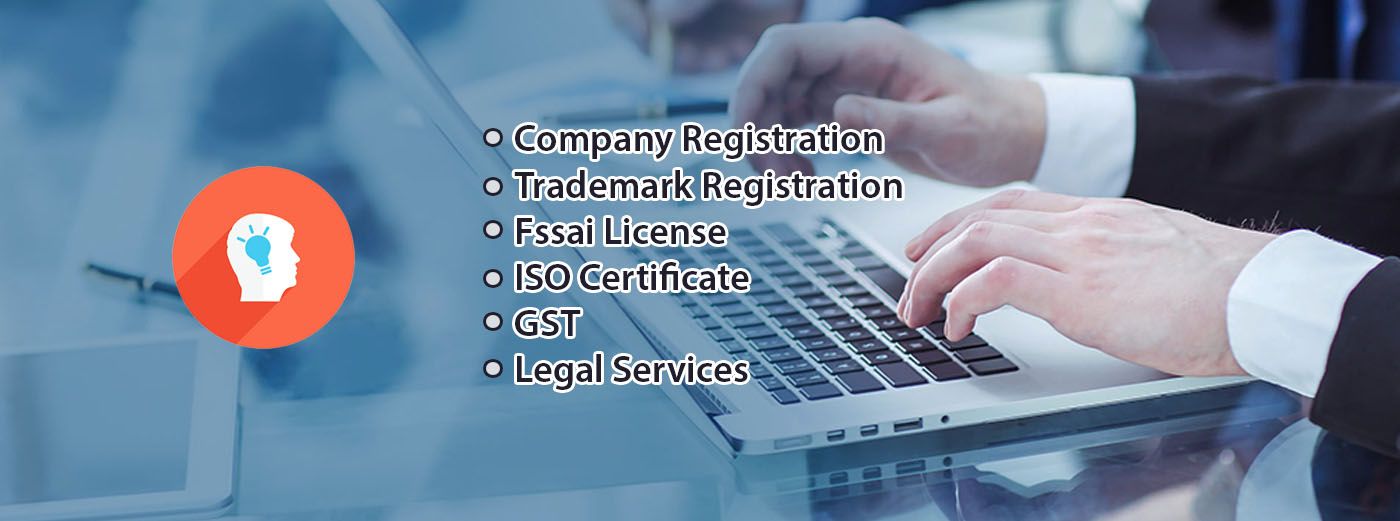 Company Registration
Trademark Registration
Fssai License
ISO Certificate
GST
Legal Services